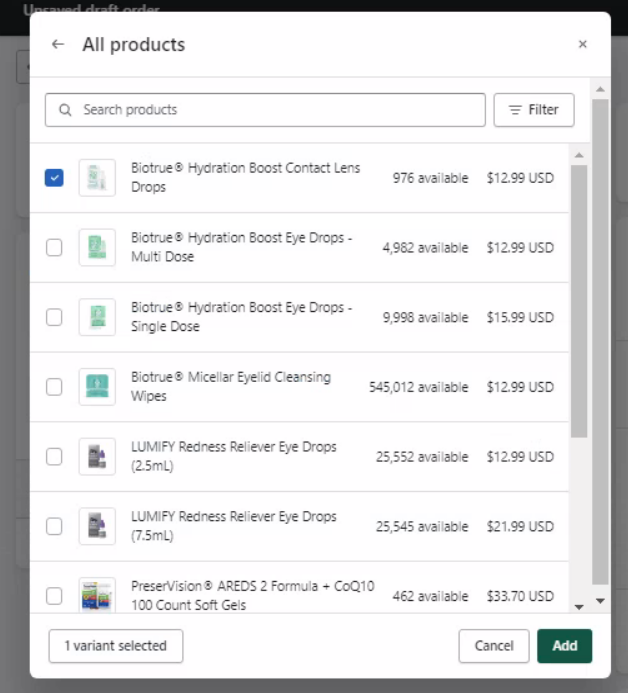 Unsaved draft order
All products
Search products
Filter
Biotrue® Hydration Boost Contact Lens
Drops
976 available
$12.99 USD
Biotrue® Hydration Boost Eye Drops -
Multi Dose
4,982 available
$12.99 USD
Biotrue® Hydration Boost Eye Drops -
Single Dose
9,998 available
$15.99 USD
Biotrue® Micellar Eyelid Cleansing
Wipes
545,012 available
$12.99 USD
LUMIFY Redness Reliever Eye Drops
(2.5mL)
25,552 available
$12.99 USD
LUMIFY Redness Reliever Eye Drops
(7.5mL)
25,545 available
$21.99 USD
PreserVision® AREDS 2 Formula + CoQ10
100 Count Soft Gels
462 available
$33.70 USD
1 variant selected
Cancel
Add